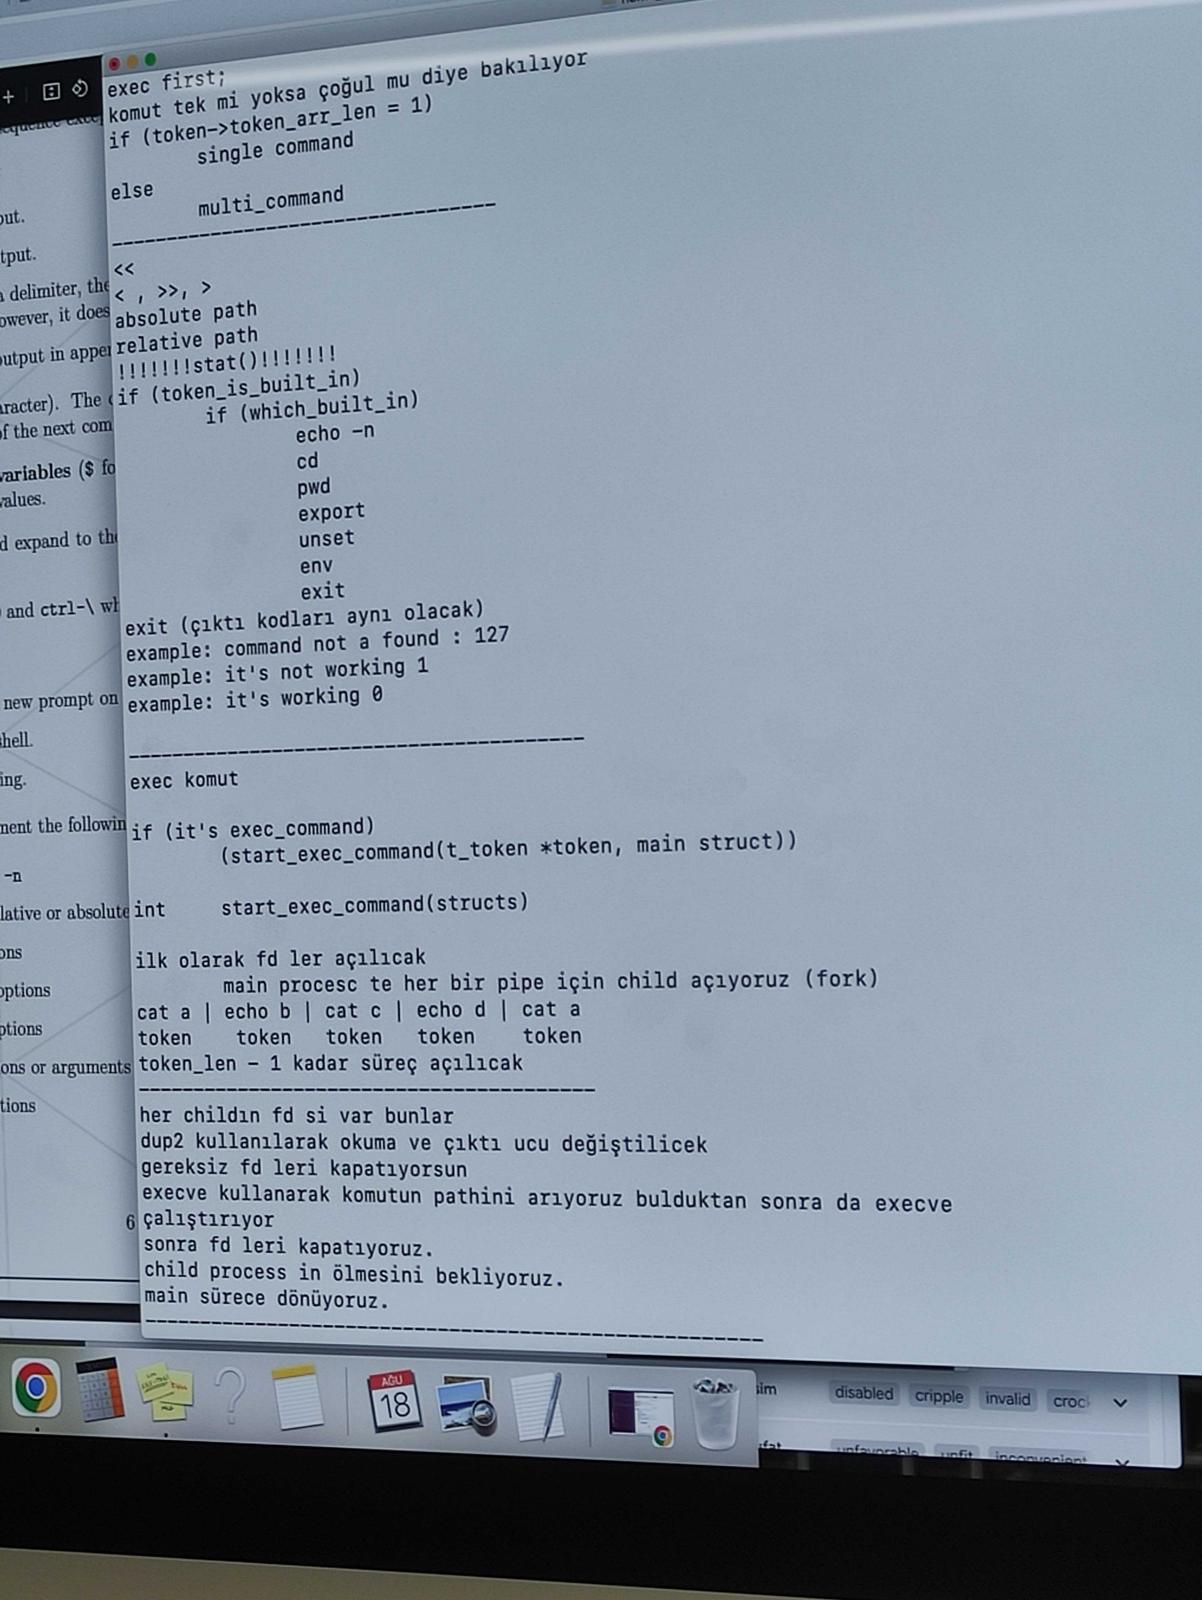 exec first;
komut tek mi yoksa çoğul mu diye bakılıyor
if (token->token_arr_len = 1)
single command
else
multi_command
-----------------------------------
<<
< , >>, >
absolute path
relative path
!!!!!!!stat()!!!!!!!
if (token_is_built_in)
if (which_built_in)
echo -n
cd
pwd
export
unset
env
exit
exit (çıktı kodları aynı olacak)
example: command not a found : 127
example: it's not working 1
example: it's working 0
-----------------------------------------
exec komut
if (it's exec_command)
(start_exec_command(t_token *token, main struct))
int start_exec_command(structs)
ilk olarak fd ler açılıcak
main procesc te her bir pipe için child açıyoruz (fork)
cat a | echo b | cat c | echo d | cat a
token token token token token
token_len - 1 kadar süreç açılıcak
-----------------------------------------
her childın fd si var bunlar
dup2 kullanılarak okuma ve çıktı ucu değiştilicek
gereksiz fd leri kapatıyorsun
execve kullanarak komutun pathini arıyoruz bulduktan sonra da execve
çalıştırıyor
sonra fd leri kapatıyoruz.
child process in ölmesini bekliyoruz.
main sürece dönüyoruz.
-------------------------------------------------------
put.
tput.
delimiter, the
owever, it does
output in appe
aracter). The
of the next com
variables ($ fo
values.
d expand to the
and ctrl-\ wh
new prompt on
hell.
ing.
ment the followin
-n
lative or absolute
ons
options
ptions
ons or arguments
tions
6
AĞU
18
sim
disabled cripple invalid croc
unfavorable unfit inconvenient